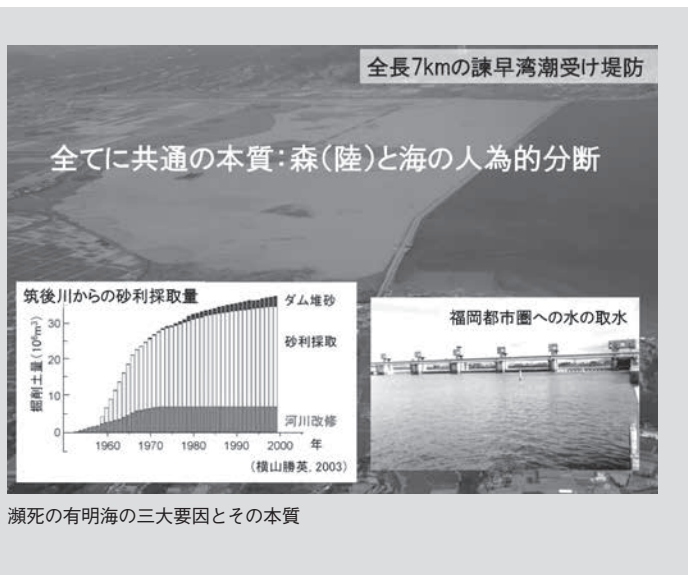 全長7kmの諫早湾潮受け堤防
全てに共通の本質:森(陸)と海の人為的分断
筑後川からの砂利採取量
掘削土量(10⁶m³)
30
20
10
0
1960 1970 1980 1990 2000 年
ダム堆砂
砂利採取
河川改修
(横山勝英, 2003)
福岡都市圏への水の取水
瀕死の有明海の三大要因とその本質